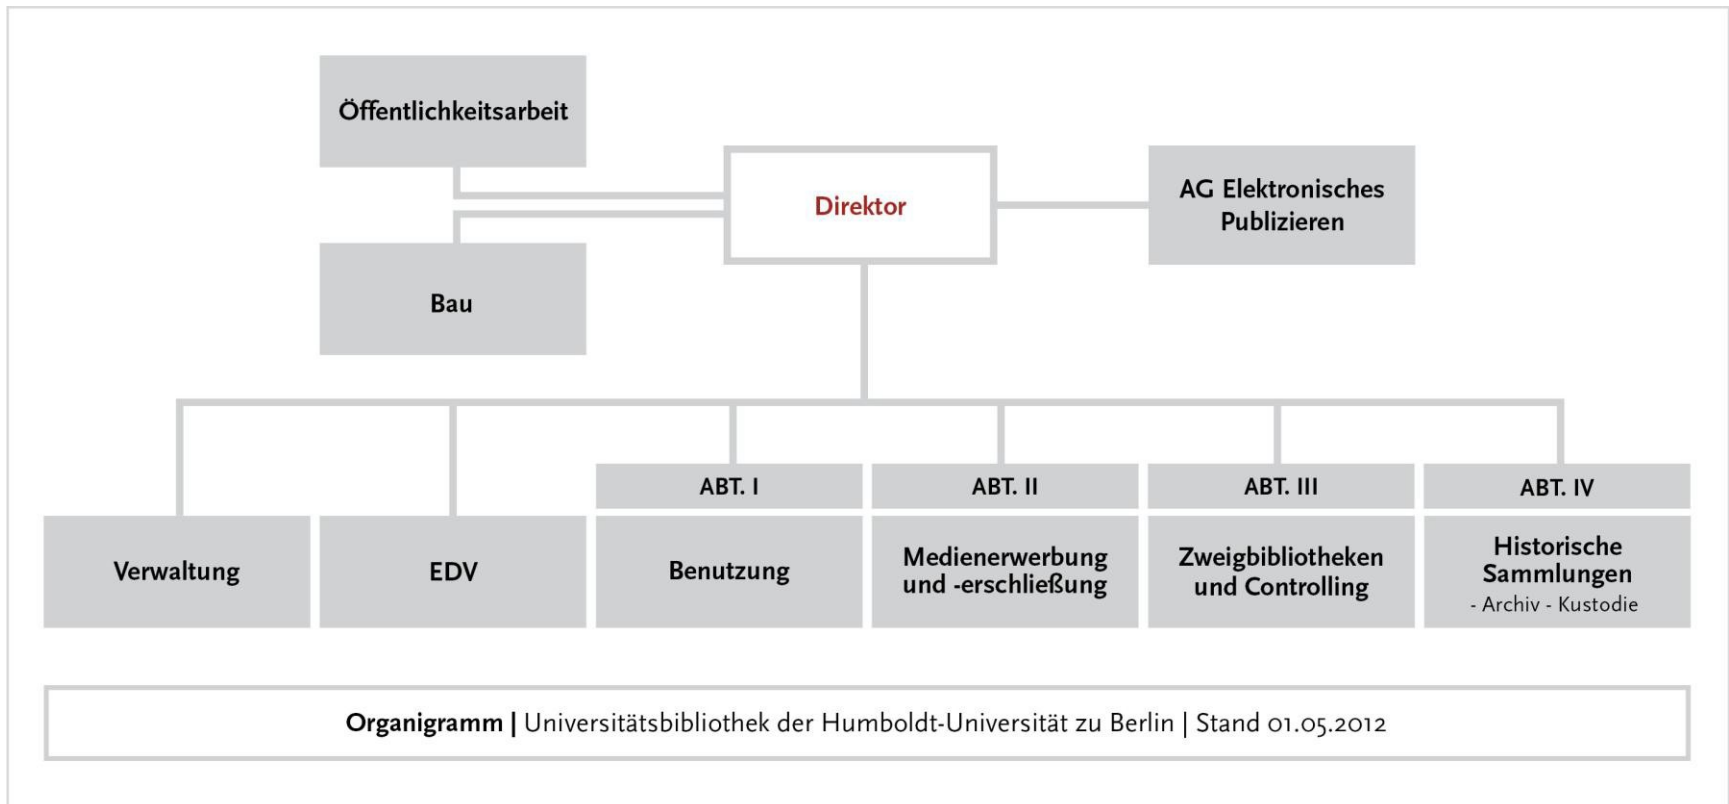 Öffentlichkeitsarbeit
Direktor
AG Elektronisches
Publizieren
Bau
ABT. I
ABT. II
ABT. III
ABT. IV
Verwaltung
EDV
Benutzung
Medienerwerbung
und -erschließung
Zweigbibliotheken
und Controlling
Historische
Sammlungen
- Archiv - Kustodie
Organigramm | Universitätsbibliothek der Humboldt-Universität zu Berlin | Stand 01.05.2012